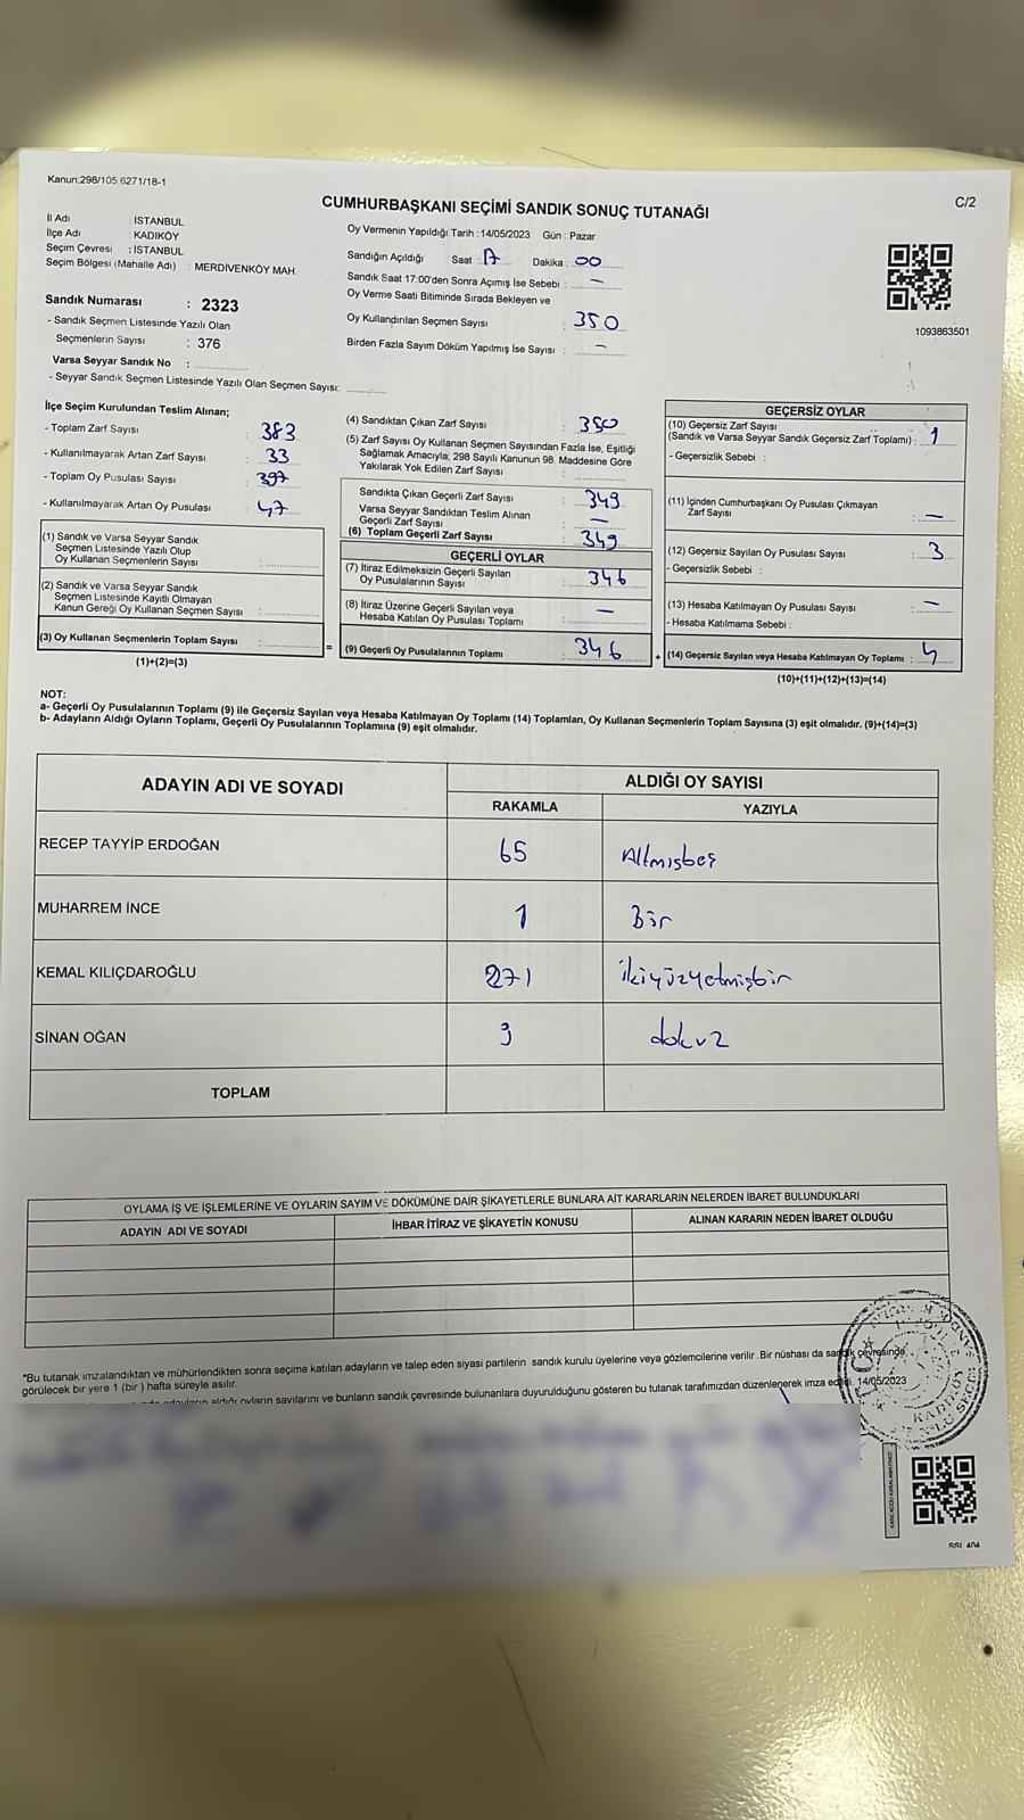 Kanun:298/105 6271/18-1
C/2
CUMHURBAŞKANI SEÇİMİ SANDIK SONUÇ TUTANAĞI
İl Adı İSTANBUL
İlçe Adı KADIKÖY
Seçim Çevresi : İSTANBUL
Seçim Bölgesi (Mahalle Adı) MERDİVENKÖY MAH.
Sandık Numarası : 2323
- Sandık Seçmen Listesinde Yazılı Olan
Seçmenlerin Sayısı : 376
Varsa Seyyar Sandık No :
- Seyyar Sandık Seçmen Listesinde Yazılı Olan Seçmen Sayısı:
Oy Vermenin Yapıldığı Tarih : 14/05/2023 Gün : Pazar
Sandığın Açıldığı Saat 17 Dakika : 00
Sandık Saat 17:00'den Sonra Açımış İse Sebebi : —
Oy Verme Saati Bitiminde Sırada Bekleyen ve
Oy Kullandırılan Seçmen Sayısı : 350
Birden Fazla Sayım Döküm Yapılmış İse Sayısı : —
1093863501
İlçe Seçim Kurulundan Teslim Alınan;
- Toplam Zarf Sayısı : 383
- Kullanılmayarak Artan Zarf Sayısı : 33
- Toplam Oy Pusulası Sayısı : 397
- Kullanılmayarak Artan Oy Pusulası : 47
(1) Sandık ve Varsa Seyyar Sandık
Seçmen Listesinde Yazılı Olup
Oy Kullanan Seçmenlerin Sayısı :
(2) Sandık ve Varsa Seyyar Sandık
Seçmen Listesinde Kayıtlı Olmayan
Kanun Gereği Oy Kullanan Seçmen Sayısı :
(3) Oy Kullanan Seçmenlerin Toplam Sayısı :
(1)+(2)=(3)
(4) Sandıktan Çıkan Zarf Sayısı : 350
(5) Zarf Sayısı Oy Kullanan Seçmen Sayısından Fazla İse, Eşitliği
Sağlamak Amacıyla; 298 Sayılı Kanunun 98. Maddesine Göre
Yakılarak Yok Edilen Zarf Sayısı :
Sandıkta Çıkan Geçerli Zarf Sayısı : 349
Varsa Seyyar Sandıktan Teslim Alınan
Geçerli Zarf Sayısı : —
(6) Toplam Geçerli Zarf Sayısı : 349
GEÇERLİ OYLAR
(7) İtiraz Edilmeksizin Geçerli Sayılan
Oy Pusulalarının Sayısı : 346
(8) İtiraz Üzerine Geçerli Sayılan veya
Hesaba Katılan Oy Pusulası Toplamı : —
= (9) Geçerli Oy Pusulalarının Toplamı : 346
GEÇERSİZ OYLAR
(10) Geçersiz Zarf Sayısı
(Sandık ve Varsa Seyyar Sandık Geçersiz Zarf Toplamı) : 1
- Geçersizlik Sebebi :
(11) İçinden Cumhurbaşkanı Oy Pusulası Çıkmayan
Zarf Sayısı : —
(12) Geçersiz Sayılan Oy Pusulası Sayısı : 3
- Geçersizlik Sebebi :
(13) Hesaba Katılmayan Oy Pusulası Sayısı : —
- Hesaba Katılmama Sebebi :
+ (14) Geçersiz Sayılan veya Hesaba Katılmayan Oy Toplamı : 4
(10)+(11)+(12)+(13)=(14)
NOT:
a- Geçerli Oy Pusulalarının Toplamı (9) ile Geçersiz Sayılan veya Hesaba Katılmayan Oy Toplamı (14) Toplamları, Oy Kullanan Seçmenlerin Toplam Sayısına (3) eşit olmalıdır. (9)+(14)=(3)
b- Adayların Aldığı Oyların Toplamı, Geçerli Oy Pusulalarının Toplamına (9) eşit olmalıdır.
ADAYIN ADI VE SOYADI ALDIĞI OY SAYISI
RAKAMLA YAZIYLA
RECEP TAYYİP ERDOĞAN 65 Altmışbeş
MUHARREM İNCE 1 Bir
KEMAL KILIÇDAROĞLU 271 ikiyüzyetmişbir
SİNAN OĞAN 9 dokuz
TOPLAM
OYLAMA İŞ VE İŞLEMLERİNE VE OYLARIN SAYIM VE DÖKÜMÜNE DAİR ŞİKAYETLERLE BUNLARA AİT KARARLARIN NELERDEN İBARET BULUNDUKLARI
ADAYIN ADI VE SOYADI İHBAR İTİRAZ VE ŞİKAYETİN KONUSU ALINAN KARARIN NEDEN İBARET OLDUĞU
*Bu tutanak imzalandıktan ve mühürlendikten sonra seçime katılan adayların ve talep eden siyasi partilerin sandık kurulu üyelerine veya gözlemcilerine verilir. Bir nüshası da sandık çevresinde
görülecek bir yere 1 (bir) hafta süreyle asılır.
aldığı oyların sayılarını ve bunların sandık çevresinde bulunanlara duyurulduğunu gösteren bu tutanak tarafımızdan düzenlenerek imza edildi. 14/05/2023
KADIKÖY